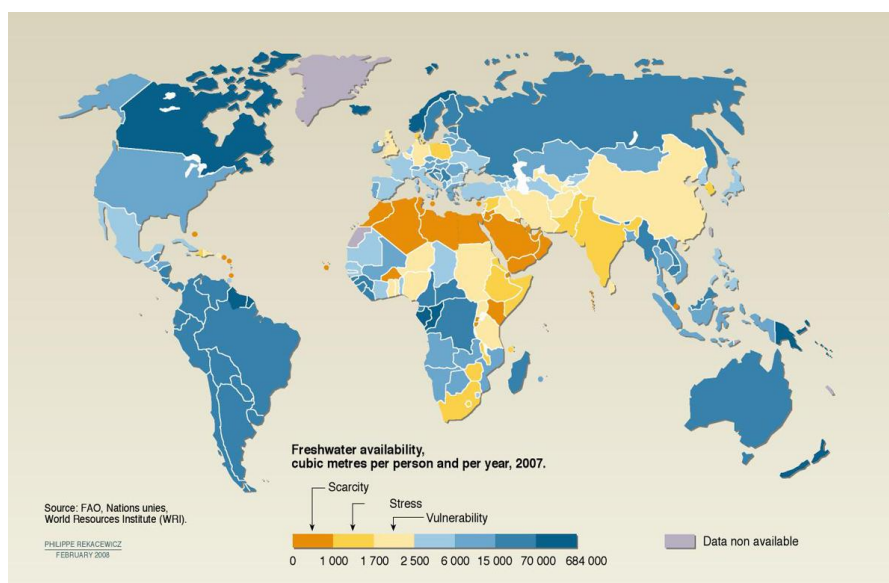 Freshwater availability,
cubic metres per person and per year, 2007.
Scarcity
Stress
Vulnerability
0 1 000 1 700 2 500 6 000 15 000 70 000 684 000
Data non available
Source: FAO, Nations unies,
World Resources Institute (WRI).
PHILIPPE REKACEWICZ
FEBRUARY 2008